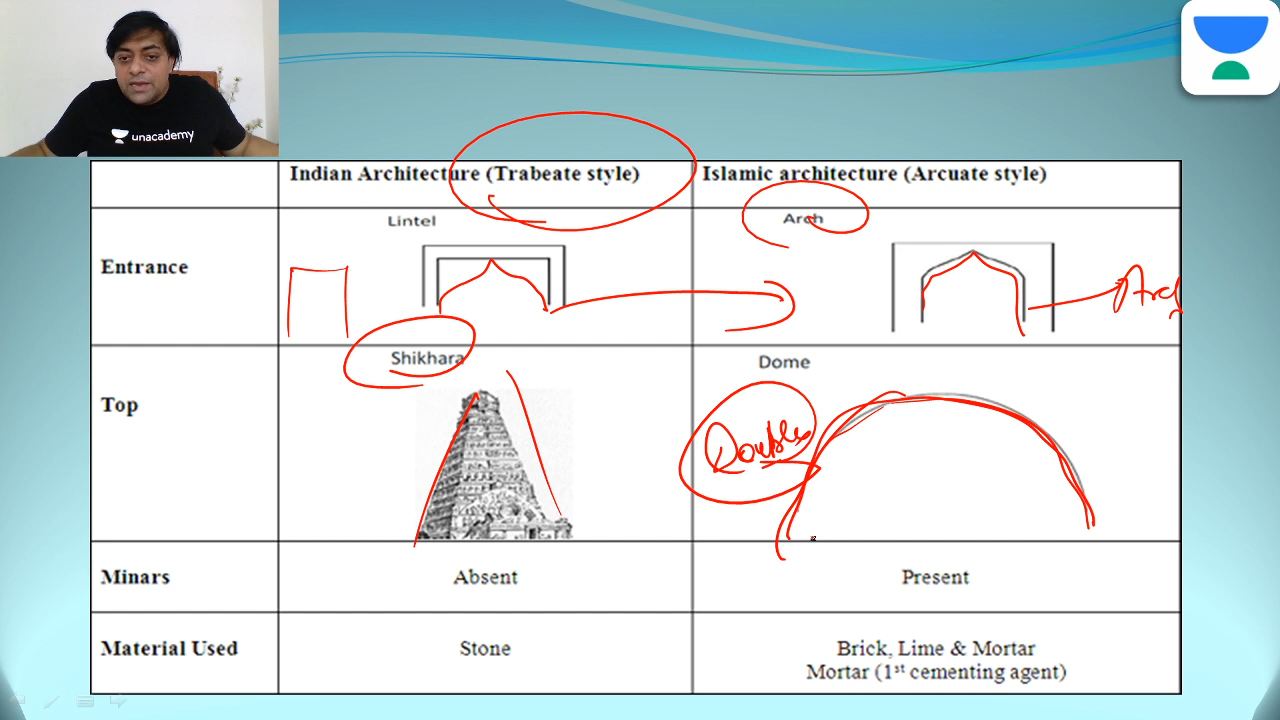 unacademy
Indian Architecture (Trabeate style)
Islamic architecture (Arcuate style)
Entrance
Lintel
Arch
Arch
Top
Shikhara
Dome
Double
Minars
Absent
Present
Material Used
Stone
Brick, Lime & Mortar
Mortar (1st cementing agent)